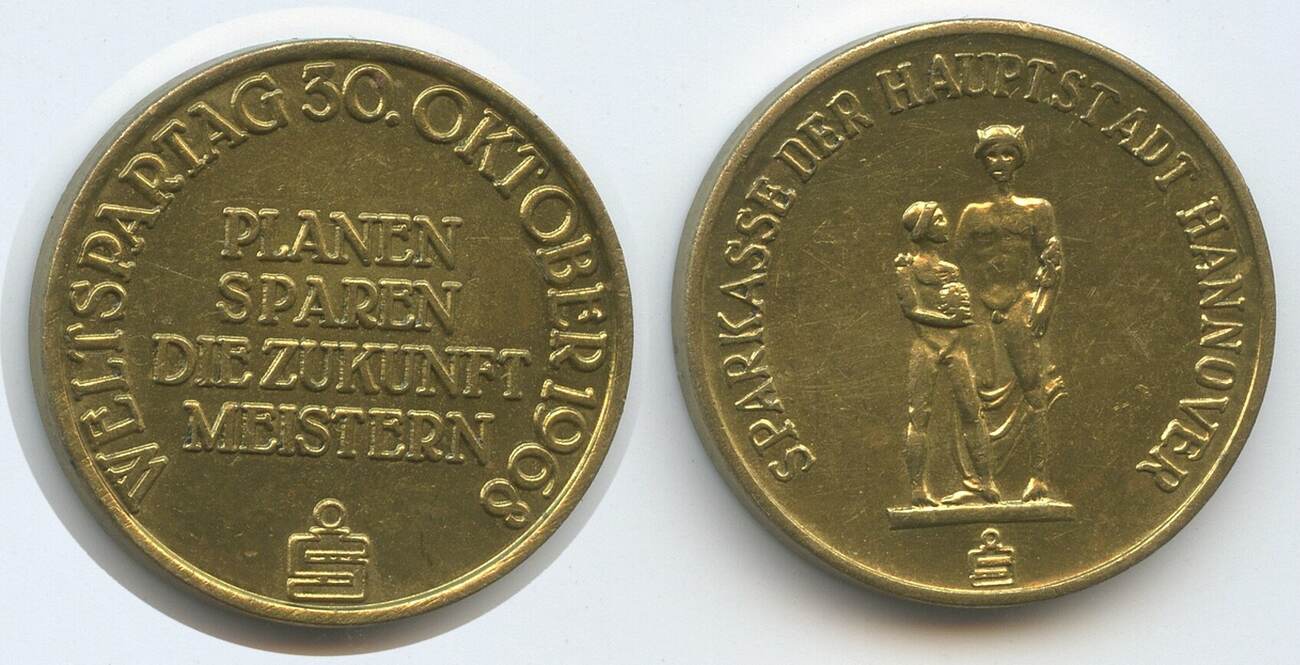 WELTSPARTAG 30. OKTOBER 1968
PLANEN
SPAREN
DIE ZUKUNFT
MEISTERN
SPARKASSE DER HAUPTSTADT HANNOVER